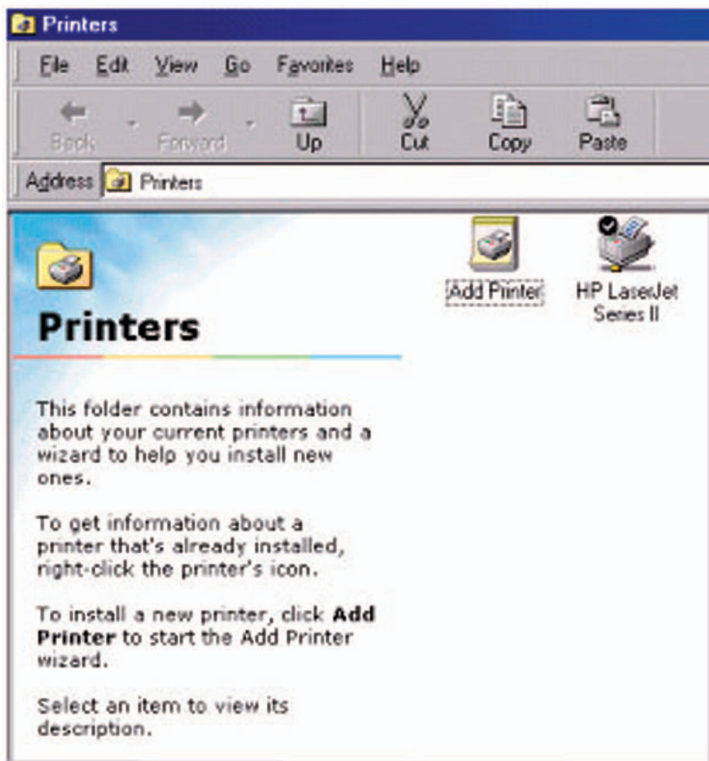 Printers
File Edit View Go Favorites Help
Back Forward Up Cut Copy Paste
Address Printers
Add Printer
HP LaserJet
Series II
Printers
This folder contains information
about your current printers and a
wizard to help you install new
ones.
To get information about a
printer that's already installed,
right-click the printer's icon.
To install a new printer, click Add
Printer to start the Add Printer
wizard.
Select an item to view its
description.